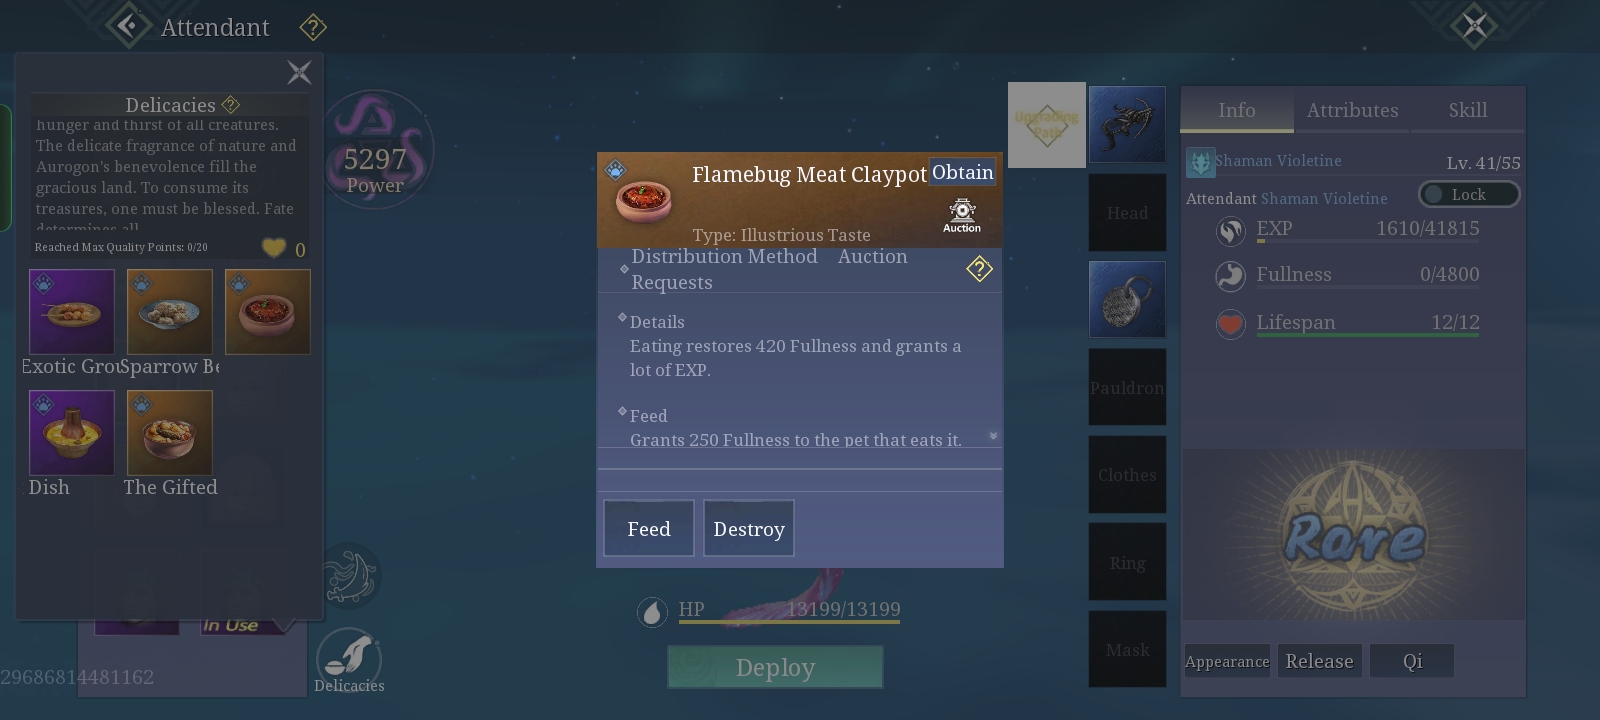 Attendant
Delicacies
hunger and thirst of all creatures.
The delicate fragrance of nature and
Aurogon's benevolence fill the
gracious land. To consume its
treasures, one must be blessed. Fate
determines all
Reached Max Quality Points: 0/20
0
Exotic Grou
Sparrow Be
Dish
The Gifted
In Use
29686814481162
5297
Power
Delicacies
Flamebug Meat Claypot
Obtain
Auction
Type: Illustrious Taste
Distribution Method Auction
Requests
Details
Eating restores 420 Fullness and grants a
lot of EXP.
Feed
Grants 250 Fullness to the pet that eats it.
Feed
Destroy
HP 13199/13199
Deploy
Upgrading
Path
Head
Pauldron
Clothes
Ring
Mask
Info
Attributes
Skill
Shaman Violetine
Lv. 41/55
Attendant Shaman Violetine
Lock
EXP 1610/41815
Fullness 0/4800
Lifespan 12/12
Rare
Appearance
Release
Qi